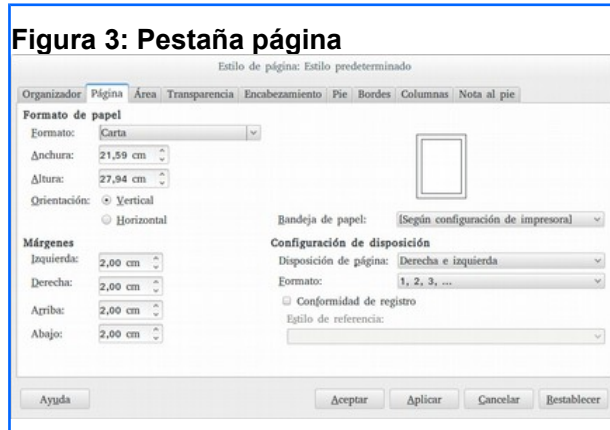 Figura 3: Pestaña página
Estilo de página: Estilo predeterminado
Organizador Página Área Transparencia Encabezamiento Pie Bordes Columnas Nota al pie
Formato de papel
Formato: Carta
Anchura: 21,59 cm
Altura: 27,94 cm
Orientación: Vertical
Horizontal
Bandeja de papel: [Según configuración de impresora]
Márgenes
Izquierda: 2,00 cm
Derecha: 2,00 cm
Arriba: 2,00 cm
Abajo: 2,00 cm
Configuración de disposición
Disposición de página: Derecha e izquierda
Formato: 1, 2, 3, ...
Conformidad de registro
Estilo de referencia:
Ayuda Aceptar Aplicar Cancelar Restablecer